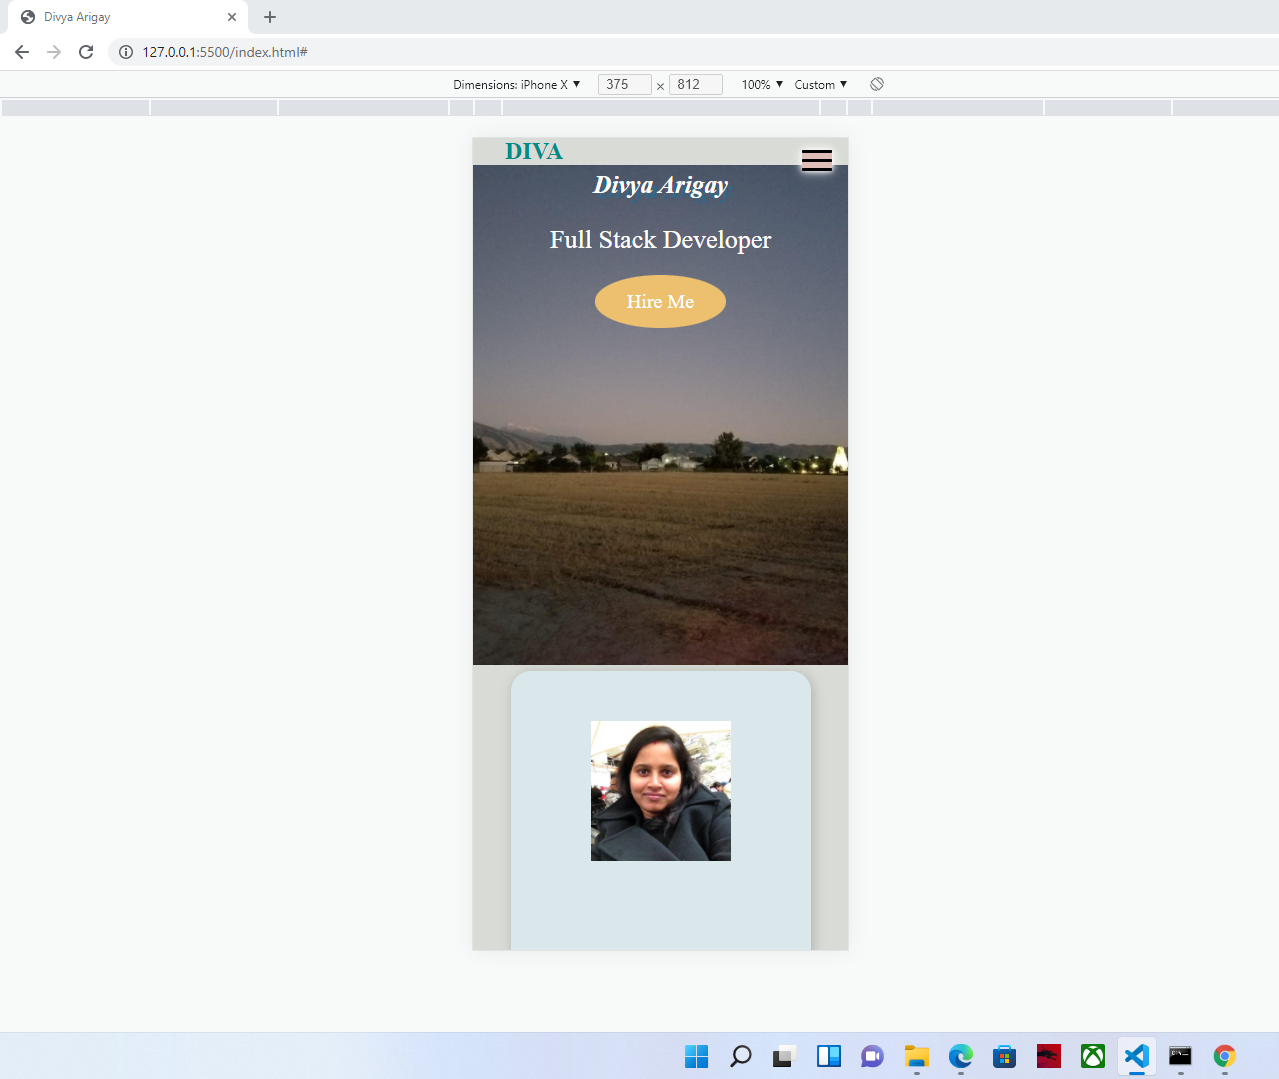 Divya Arigay
127.0.0.1:5500/index.html#
Dimensions: iPhone X ▼ 375 × 812 100% ▼ Custom ▼
DIVA
Divya Arigay
Full Stack Developer
Hire Me